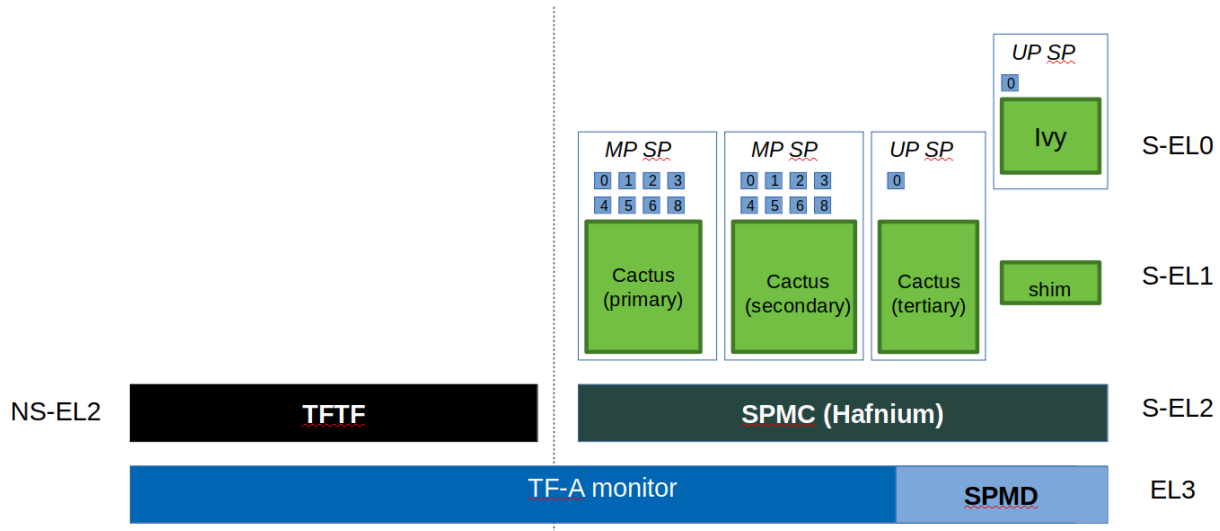 UP SP
0
Ivy
S-EL0
MP SP
0 1 2 3
4 5 6 8
MP SP
0 1 2 3
4 5 6 8
UP SP
0
Cactus
(primary)
Cactus
(secondary)
Cactus
(tertiary)
shim
S-EL1
NS-EL2
TFTF
SPMC (Hafnium)
S-EL2
TF-A monitor
SPMD
EL3